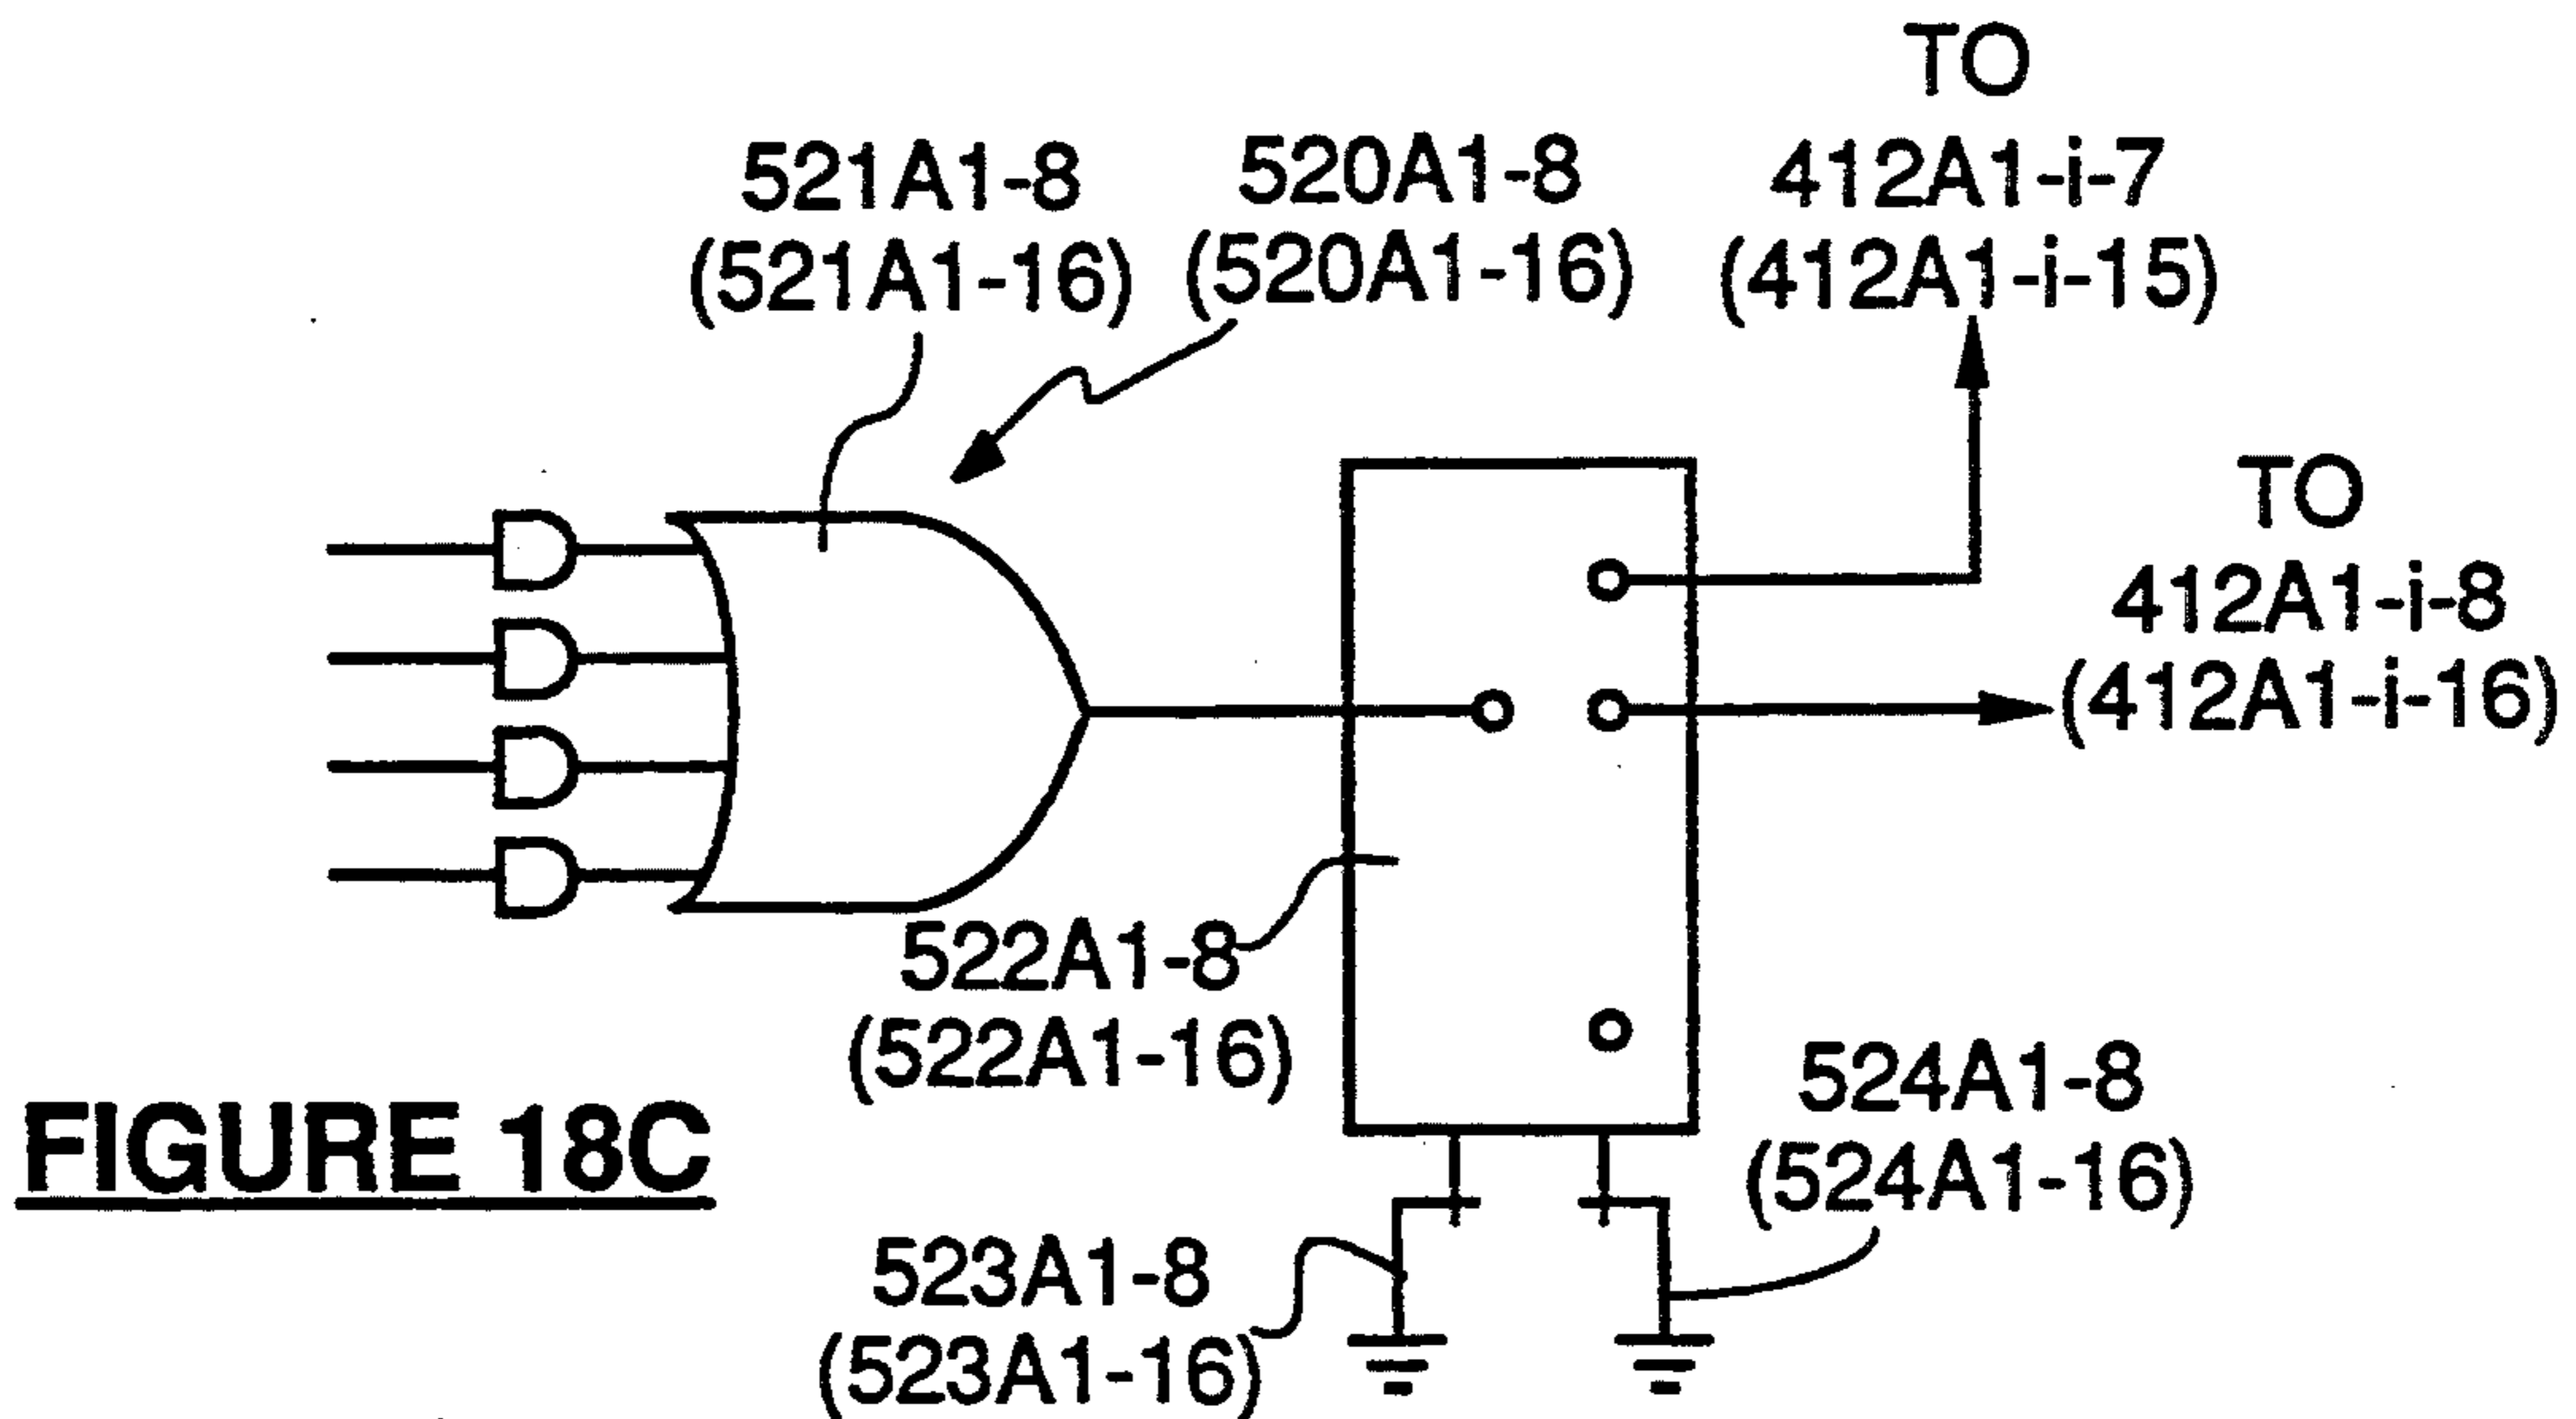 TO
412A1-i-7
(412A1-i-15)
521A1-8
(521A1-16)
520A1-8
(520A1-16)
TO
412A1-i-8
(412A1-i-16)
522A1-8
(522A1-16)
524A1-8
(524A1-16)
FIGURE 18C
523A1-8
(523A1-16)